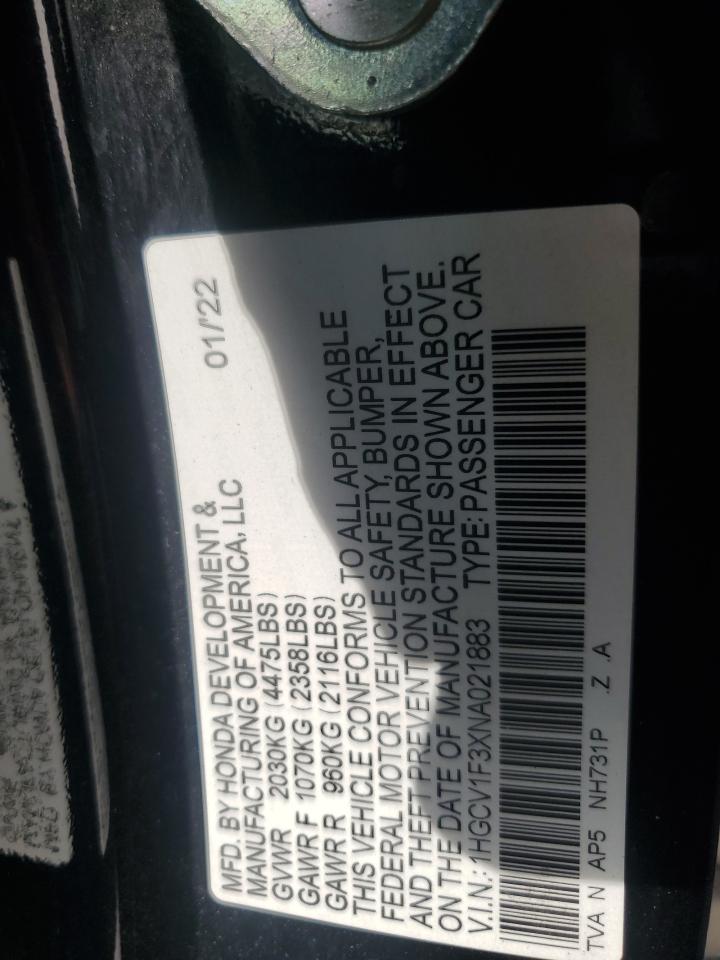 MFD. BY HONDA DEVELOPMENT &
MANUFACTURING OF AMERICA, LLC 01/'22
GVWR 2030KG (4475LBS)
GAWR F 1070KG (2358LBS)
GAWR R 960KG (2116LBS)
THIS VEHICLE CONFORMS TO ALL APPLICABLE
FEDERAL MOTOR VEHICLE SAFETY, BUMPER,
AND THEFT PREVENTION STANDARDS IN EFFECT
ON THE DATE OF MANUFACTURE SHOWN ABOVE.
V.I.N.: 1HGCV1F3XNA021883 TYPE:PASSENGER CAR
TVA N AP5 NH731P .Z .A